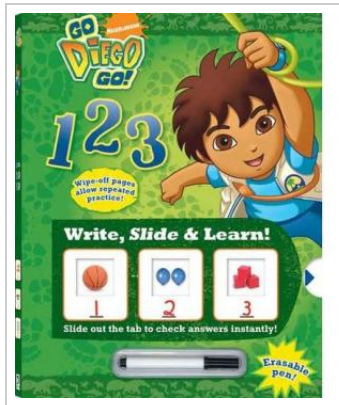 GO
NICKELODEON
DIEGO
GO!
123
Wipe-off pages
allow repeated
practice!
Write, Slide & Learn!
1 2 3
Slide out the tab to check answers instantly!
Erasable
pen!